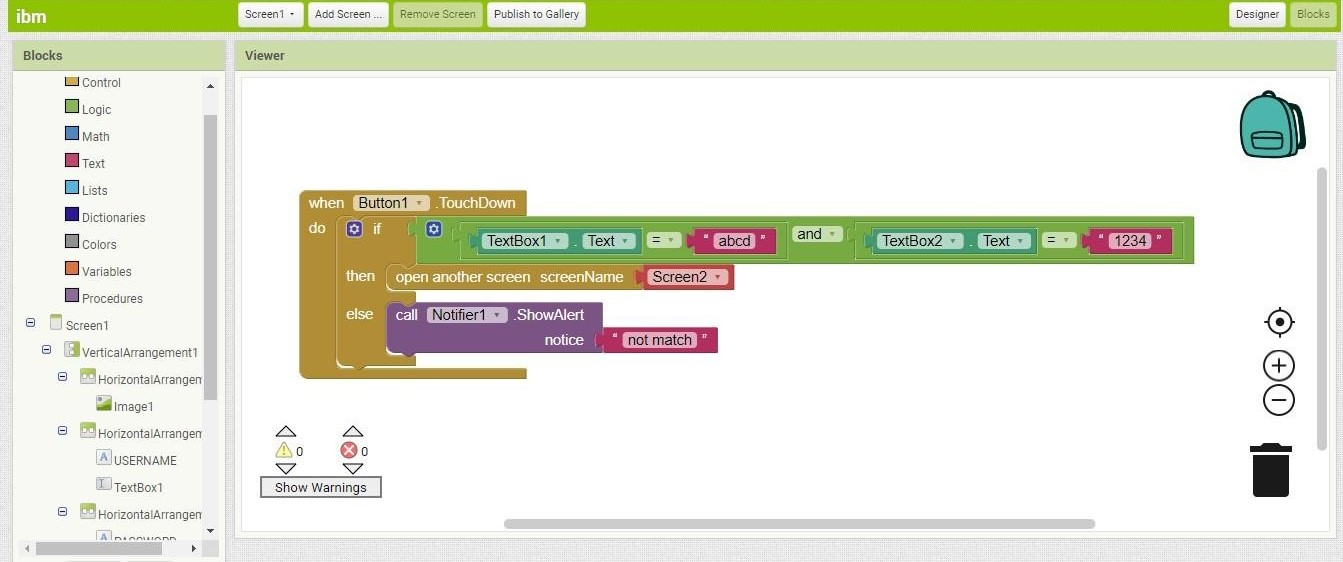 ibm
Screen1 Add Screen ... Remove Screen Publish to Gallery Designer Blocks
Blocks
Viewer
Control
Logic
Math
Text
Lists
Dictionaries
Colors
Variables
Procedures
Screen1
VerticalArrangement1
HorizontalArrangem
Image1
HorizontalArrangem
USERNAME
TextBox1
HorizontalArrangem
PASSWORD
when Button1 .TouchDown
do if TextBox1 . Text = " abcd " and TextBox2 . Text = " 1234 "
then open another screen screenName Screen2
else call Notifier1 .ShowAlert
notice " not match "
0 0
Show Warnings